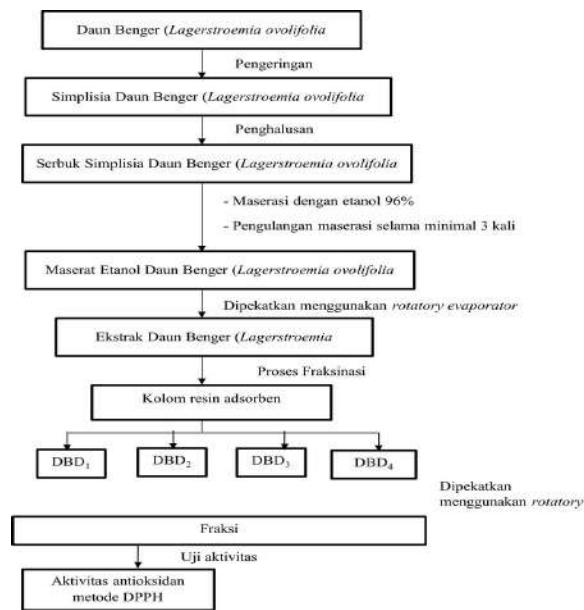 Daun Benger (Lagerstroemia ovolifolia
Pengeringan
Simplisia Daun Benger (Lagerstroemia ovolifolia
Penghalusan
Serbuk Simplisia Daun Benger (Lagerstroemia ovolifolia
- Maserasi dengan etanol 96%
- Pengulangan maserasi selama minimal 3 kali
Maserat Etanol Daun Benger (Lagerstroemia ovolifolia
Dipekatkan menggunakan rotatory evaporator
Ekstrak Daun Benger (Lagerstroemia
Proses Fraksinasi
Kolom resin adsorben
DBD₁ DBD₂ DBD₃ DBD₄
Dipekatkan
menggunakan rotatory
Fraksi
Uji aktivitas
Aktivitas antioksidan
metode DPPH